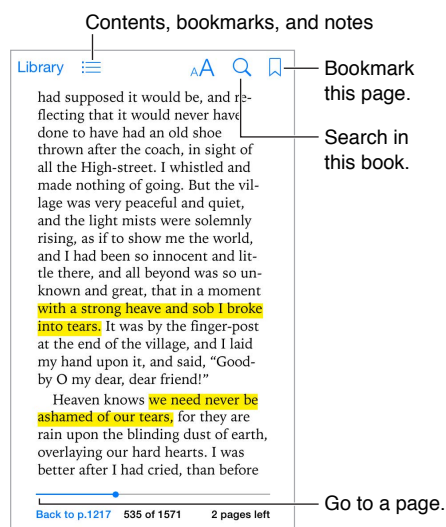 Contents, bookmarks, and notes
Library AA
Bookmark
this page.
Search in
this book.
had supposed it would be, and re-
flecting that it would never have
done to have had an old shoe
thrown after the coach, in sight of
all the High-street. I whistled and
made nothing of going. But the vil-
lage was very peaceful and quiet,
and the light mists were solemnly
rising, as if to show me the world,
and I had been so innocent and lit-
tle there, and all beyond was so un-
known and great, that in a moment
with a strong heave and sob I broke
into tears. It was by the finger-post
at the end of the village, and I laid
my hand upon it, and said, “Good-
by O my dear, dear friend!”
Heaven knows we need never be
ashamed of our tears, for they are
rain upon the blinding dust of earth,
overlaying our hard hearts. I was
better after I had cried, than before
Back to p.1217 535 of 1571 2 pages left
Go to a page.